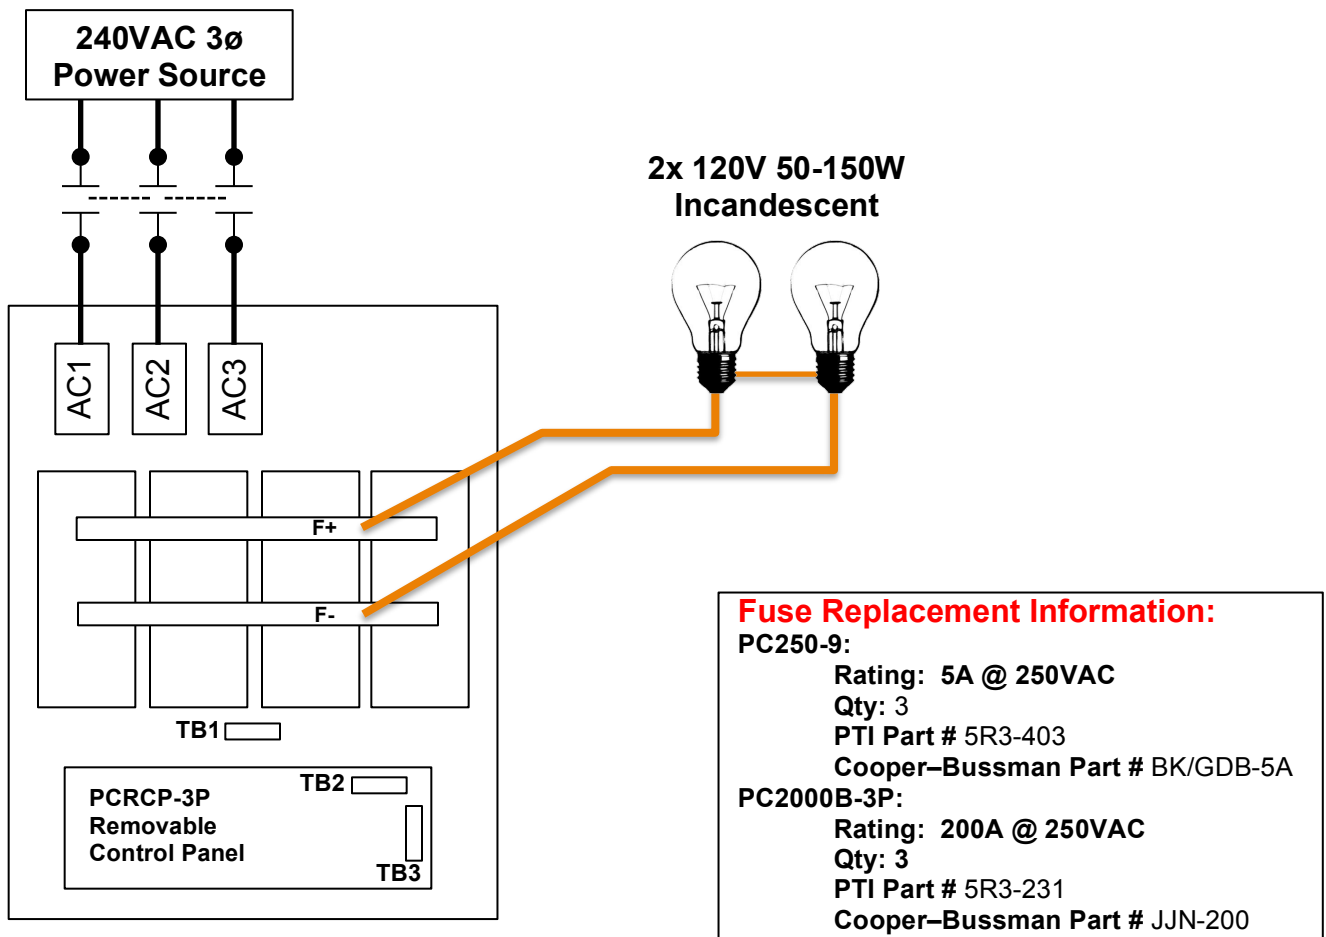 240VAC 3ø
Power Source
2x 120V 50-150W
Incandescent
AC1
AC2
AC3
F+
F-
TB1
PCRCP-3P
Removable
Control Panel
TB2
TB3
Fuse Replacement Information:
PC250-9:
Rating: 5A @ 250VAC
Qty: 3
PTI Part # 5R3-403
Cooper–Bussman Part # BK/GDB-5A
PC2000B-3P:
Rating: 200A @ 250VAC
Qty: 3
PTI Part # 5R3-231
Cooper–Bussman Part # JJN-200